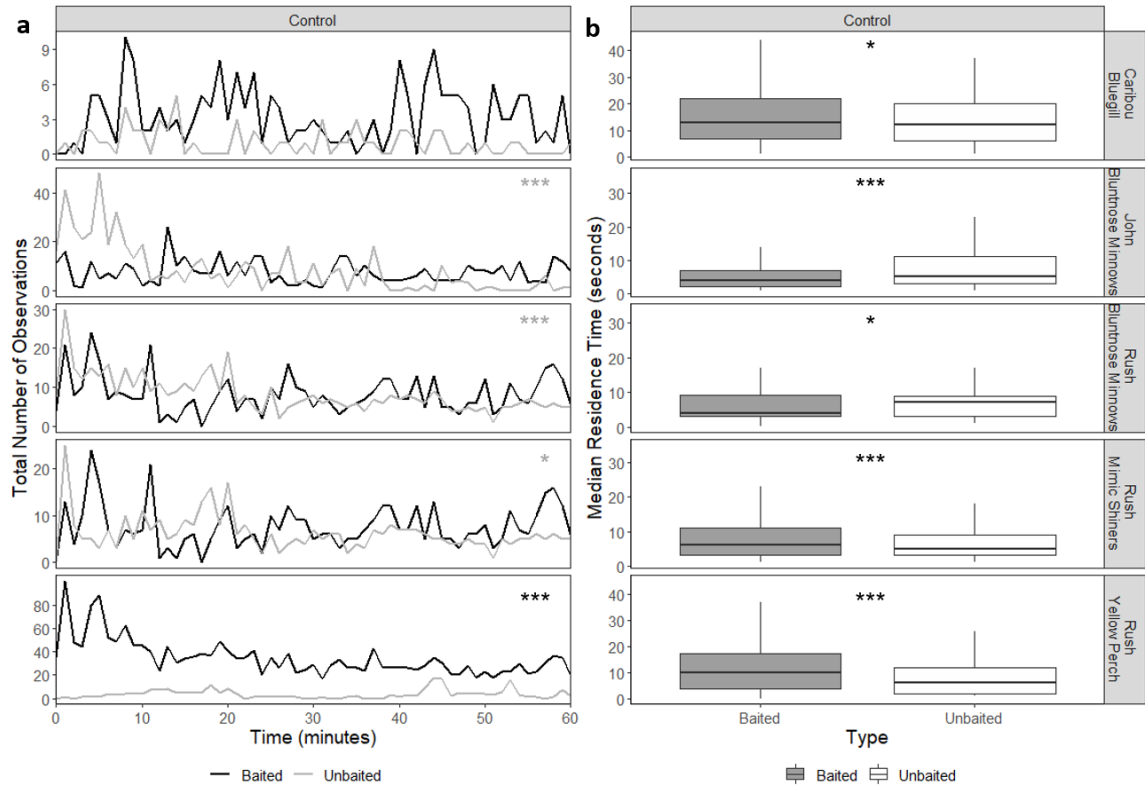 a
Control
b
Control
Total Number of Observations
9
6
3
0
40
20
0
***
30
20
10
0
***
20
10
0
*
80
60
40
20
0
***
0
10
20
30
40
50
60
Time (minutes)
Baited
Unbaited
Median Residence Time (seconds)
40
30
20
10
0
*
Caribou
Bluegill
30
20
10
0
***
John
Bluntnose Minnows
30
20
10
0
*
Rush
Bluntnose Minnows
30
20
10
0
***
Rush
Mimic Shiners
40
30
20
10
0
***
Rush
Yellow Perch
Baited
Unbaited
Type
Baited
Unbaited